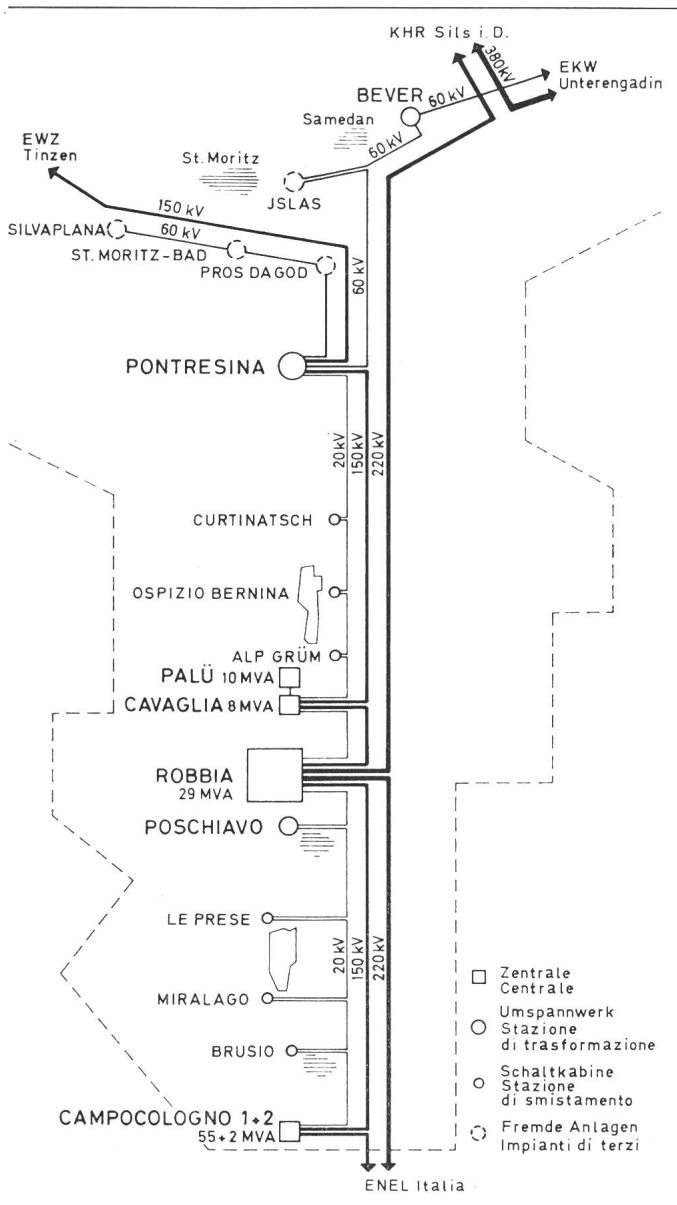 KHR Sils i. D.
380kV
EKW
Unterengadin
BEVER
60 kV
Samedan
60 kV
EWZ
Tinzen
St. Moritz
JSLAS
150 kV
SILVAPLANA
60 kV
ST. MORITZ-BAD
PROS DAGOD
60 kV
PONTRESINA
20 kV
150 kV
220 kV
CURTINATSCH
OSPIZIO BERNINA
ALP GRÜM
PALÜ 10 MVA
CAVAGLIA 8 MVA
ROBBIA
29 MVA
POSCHIAVO
LE PRESE
20 kV
150 kV
220 kV
MIRALAGO
BRUSIO
CAMPOCOLOGNO 1+2
55+2 MVA
ENEL Italia
Zentrale
Centrale
Umspannwerk
Stazione
di trasformazione
Schaltkabine
Stazione
di smistamento
Fremde Anlagen
Impianti di terzi